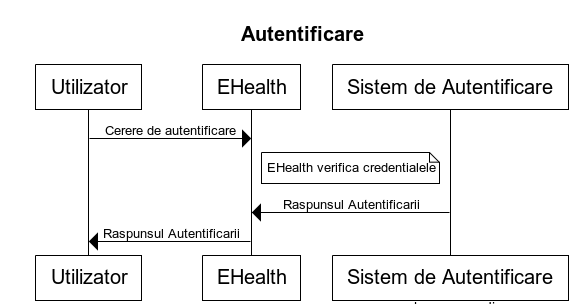 Autentificare
Utilizator
EHealth
Sistem de Autentificare
Cerere de autentificare
EHealth verifica credentialele
Raspunsul Autentificarii
Raspunsul Autentificarii
Utilizator
EHealth
Sistem de Autentificare